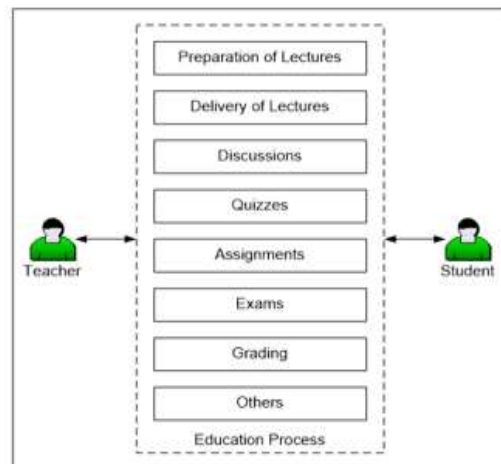 Preparation of Lectures
Delivery of Lectures
Discussions
Quizzes
Assignments
Exams
Grading
Others
Education Process
Teacher
Student